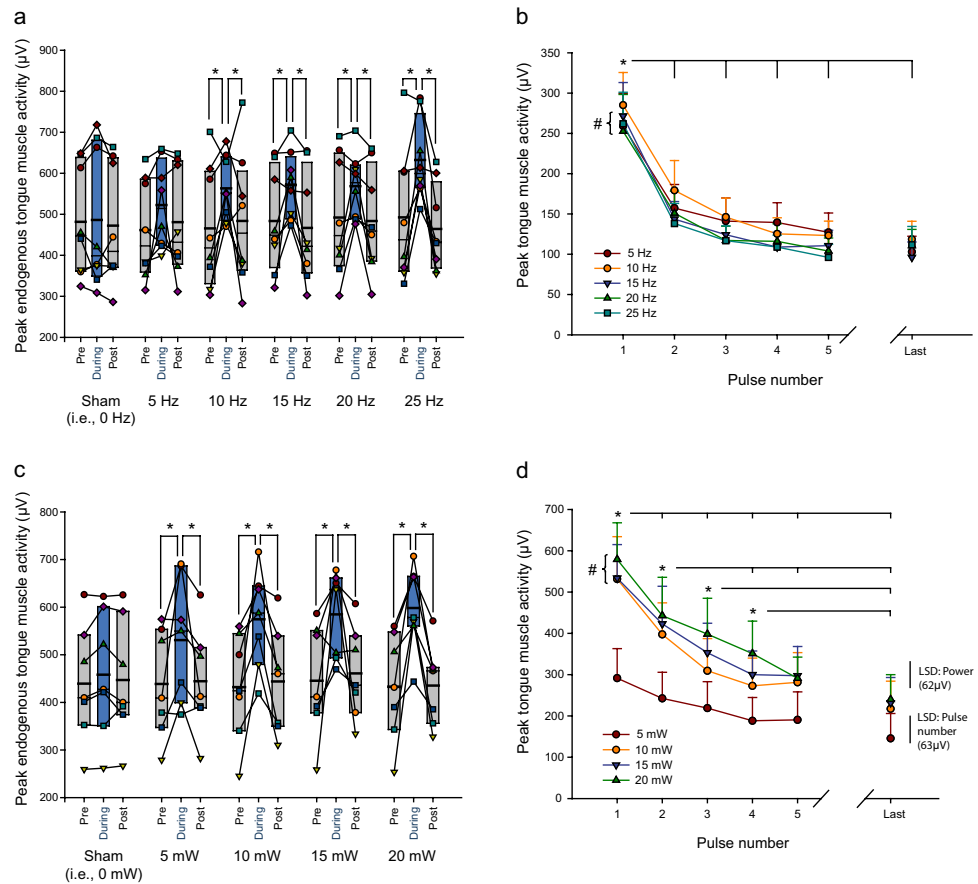 a
Peak endogenous tongue muscle activity (µV)
900
800
700
600
500
400
300
200
* * * * * * * *
Pre During Post Pre During Post Pre During Post Pre During Post Pre During Post Pre During Post
Sham 5 Hz 10 Hz 15 Hz 20 Hz 25 Hz
(i.e., 0 Hz)
b
Peak tongue muscle activity (µV)
350
300
250
200
150
100
50
0
*
# {
5 Hz
10 Hz
15 Hz
20 Hz
25 Hz
1 2 3 4 5 Last
Pulse number
c
Peak endogenous tongue muscle activity (µV)
800
700
600
500
400
300
200
* * * * * * * *
Pre During Post Pre During Post Pre During Post Pre During Post Pre During Post
Sham 5 mW 10 mW 15 mW 20 mW
(i.e., 0 mW)
d
Peak tongue muscle activity (µV)
700
600
500
400
300
200
100
0
*
*
*
*
# {
LSD: Power
(62µV)
LSD: Pulse
number
(63µV)
5 mW
10 mW
15 mW
20 mW
1 2 3 4 5 Last
Pulse number